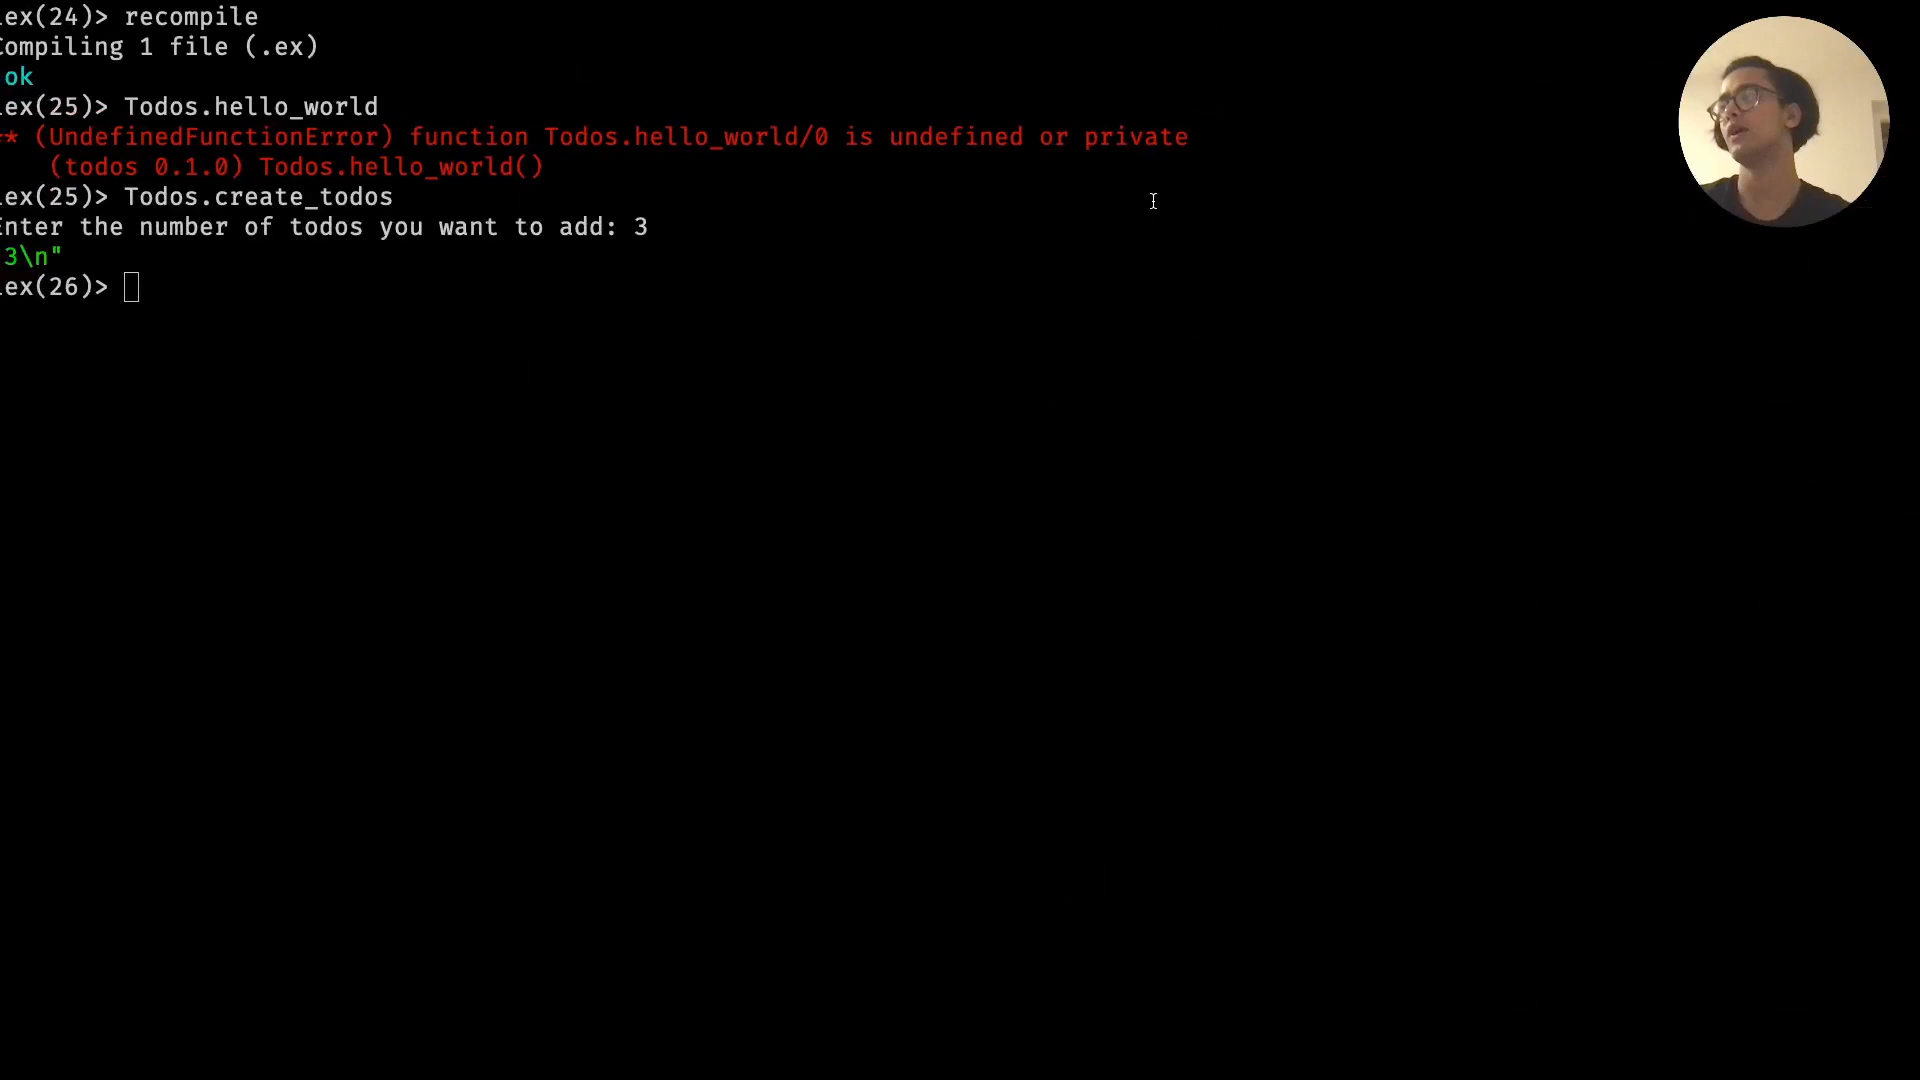 ex(24)> recompile
Compiling 1 file (.ex)
ok
ex(25)> Todos.hello_world
** (UndefinedFunctionError) function Todos.hello_world/0 is undefined or private
(todos 0.1.0) Todos.hello_world()
ex(25)> Todos.create_todos
Enter the number of todos you want to add: 3
3\n"
ex(26)>